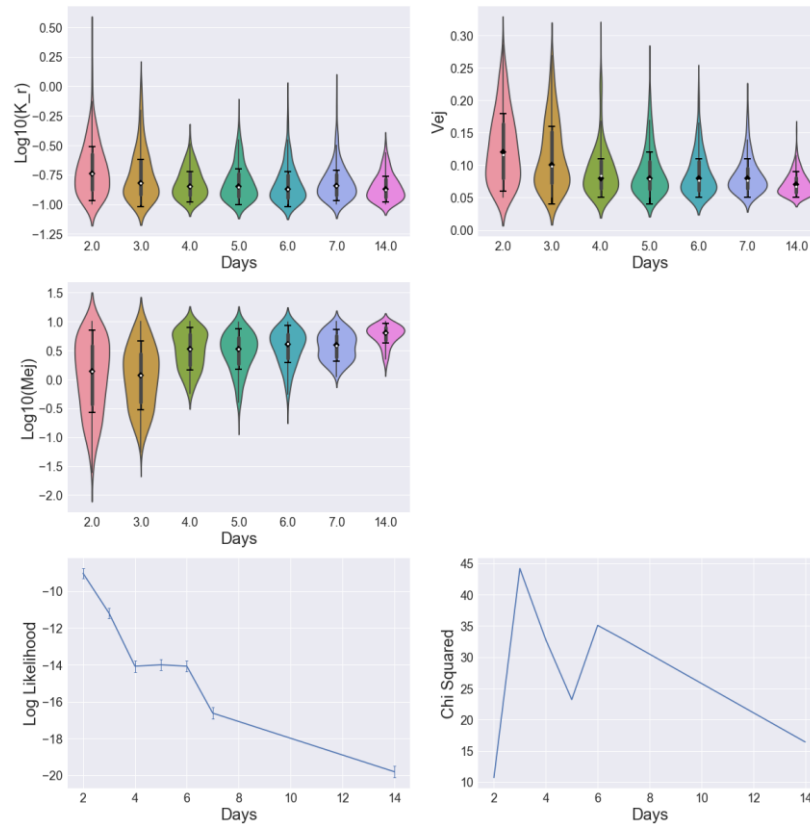 Log10(K_r)
0.50
0.25
0.00
−0.25
−0.50
−0.75
−1.00
−1.25
2.0 3.0 4.0 5.0 6.0 7.0 14.0
Days
Vej
0.30
0.25
0.20
0.15
0.10
0.05
0.00
2.0 3.0 4.0 5.0 6.0 7.0 14.0
Days
Log10(Mej)
1.5
1.0
0.5
0.0
−0.5
−1.0
−1.5
−2.0
2.0 3.0 4.0 5.0 6.0 7.0 14.0
Days
Log Likelihood
−10
−12
−14
−16
−18
−20
2 4 6 8 10 12 14
Days
Chi Squared
45
40
35
30
25
20
15
10
2 4 6 8 10 12 14
Days